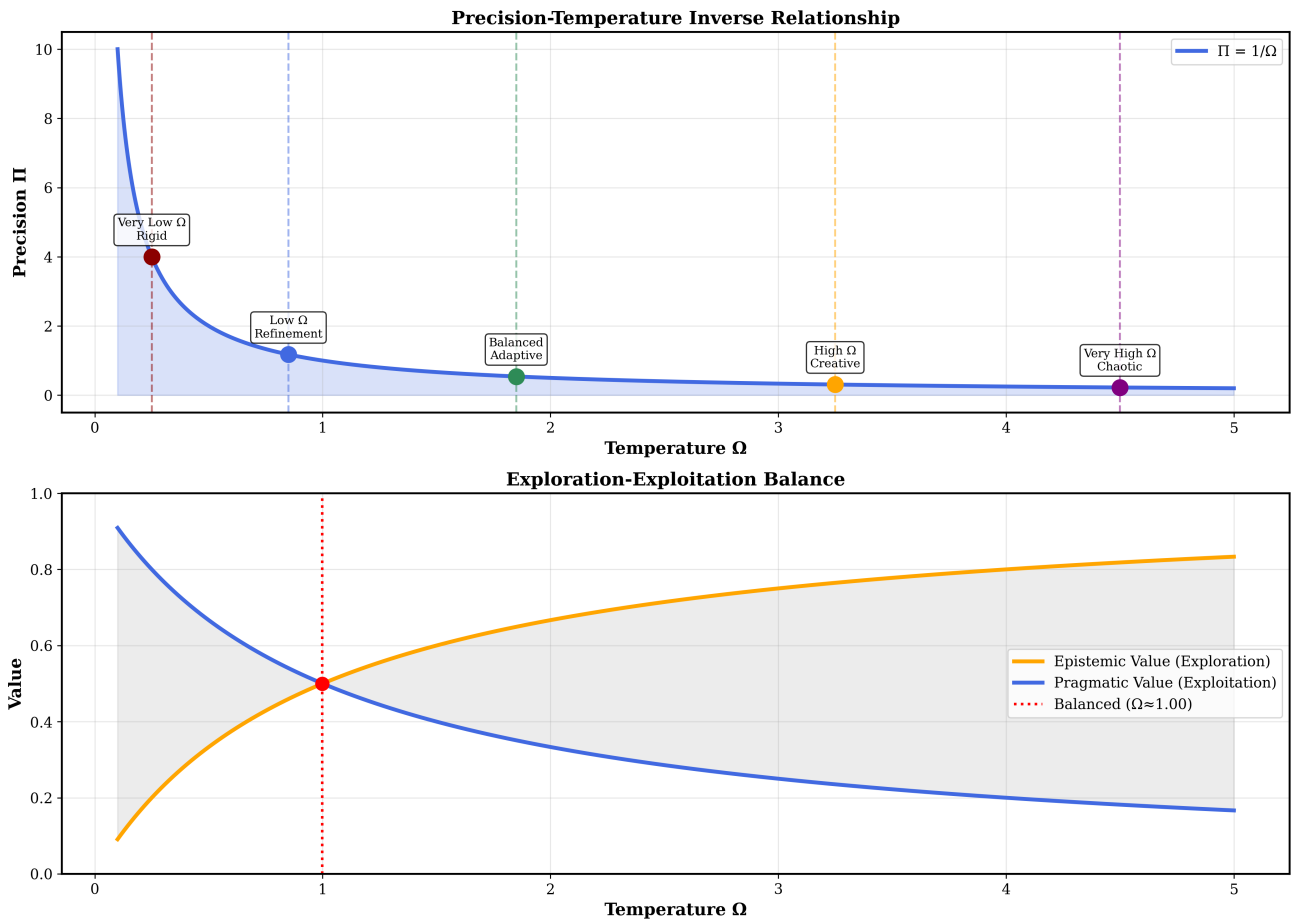 Precision-Temperature Inverse Relationship
Precision Π
10
8
6
4
2
0
Π = 1/Ω
Very Low Ω
Rigid
Low Ω
Refinement
Balanced
Adaptive
High Ω
Creative
Very High Ω
Chaotic
0 1 2 3 4 5
Temperature Ω
Exploration-Exploitation Balance
Value
1.0
0.8
0.6
0.4
0.2
0.0
Epistemic Value (Exploration)
Pragmatic Value (Exploitation)
Balanced (Ω≈1.00)
0 1 2 3 4 5
Temperature Ω